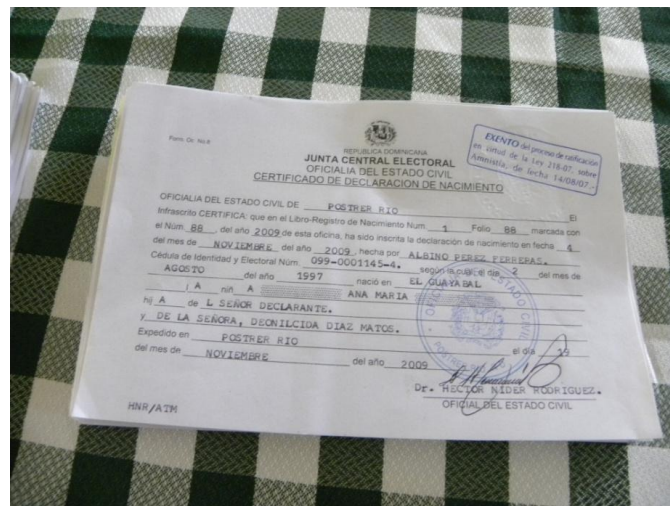 Form. Oc. No.9
REPUBLICA DOMINICANA
JUNTA CENTRAL ELECTORAL
OFICIALIA DEL ESTADO CIVIL
CERTIFICADO DE DECLARACION DE NACIMIENTO
EXENTO del proceso de ratificación
en virtud de la Ley 218-07, sobre
Amnistía, de fecha 14/08/07.-
OFICIALIA DEL ESTADO CIVIL DE POSTRER RIO El
Infrascrito CERTIFICA: que en el Libro-Registro de Nacimiento Num. 1 Folio 88 marcada con
el Núm. 88, del año 2009 de esta oficina, ha sido inscrita la declaración de nacimiento en fecha 4
del mes de NOVIEMBRE del año 2009, hecha por ALBINO PEREZ FERRERAS.
Cédula de Identidad y Electoral Núm. 099-0001145-4. según la cual, el día 2 del mes de
AGOSTO del año 1997 nació en EL GUAYABAL
LA niñ A ANA MARIA
hij A de L SEÑOR DECLARANTE.
y DE LA SEÑORA, DEONILCIDA DIAZ MATOS.
Expedido en POSTRER RIO el día 19
del mes de NOVIEMBRE del año 2009
Dr. HECTOR NIDER RODRIGUEZ.
OFICIAL DEL ESTADO CIVIL
HNR/ATM